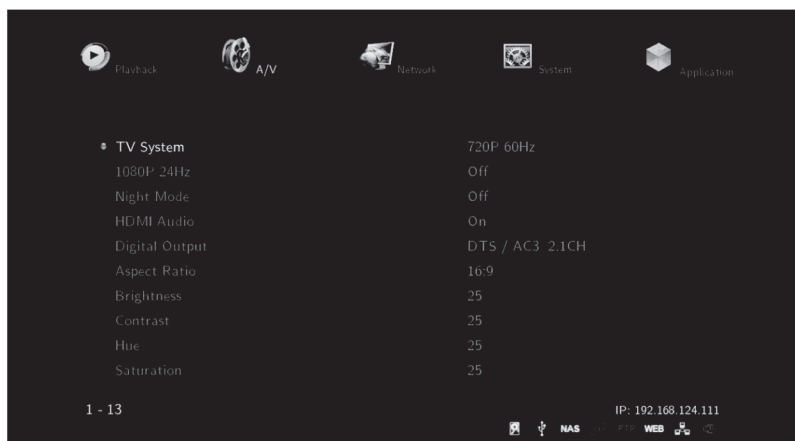 Playback A/V Network System Application
TV System 720P 60Hz
1080P 24Hz Off
Night Mode Off
HDMI Audio On
Digital Output DTS / AC3 2.1CH
Aspect Ratio 16:9
Brightness 25
Contrast 25
Hue 25
Saturation 25
1 - 13 IP: 192.168.124.111
NAS FTP WEB